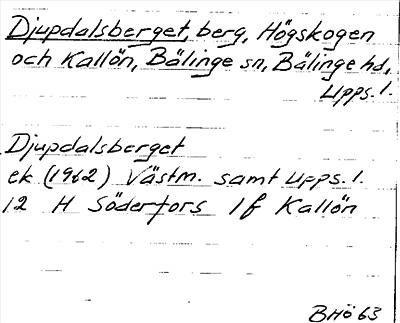 Djupdalsberget, berg, Högskogen
och Kallön, Bälinge sn, Bälinge hd,
Upps. l.
Djupdalsberget
ek (1962) Västm. samt Upps. l.
12 H Söderfors 1f Kallön
BHÖ 63